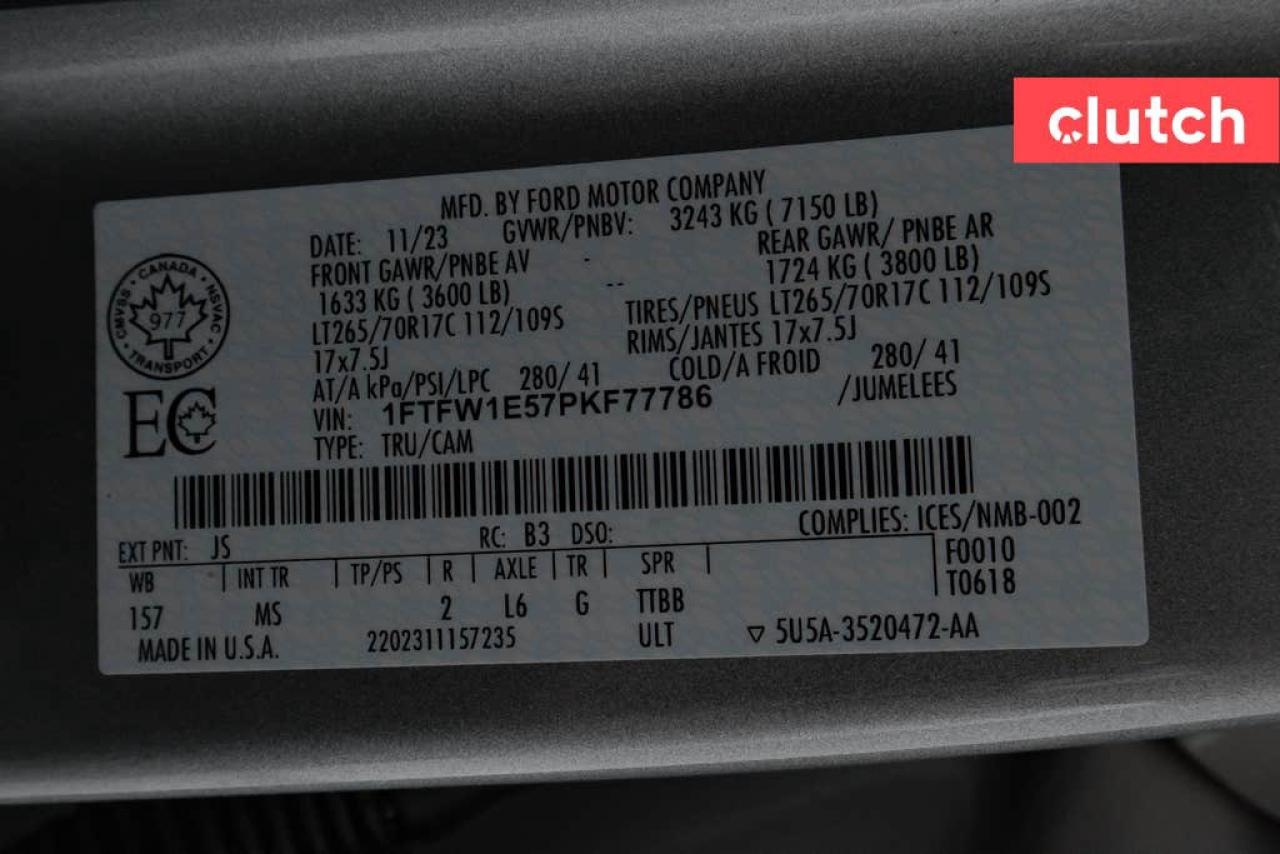 clutch
MFD. BY FORD MOTOR COMPANY
DATE: 11/23 GVWR/PNBV: 3243 KG ( 7150 LB)
FRONT GAWR/PNBE AV REAR GAWR/ PNBE AR
1633 KG ( 3600 LB) 1724 KG ( 3800 LB)
LT265/70R17C 112/109S TIRES/PNEUS LT265/70R17C 112/109S
17x7.5J RIMS/JANTES 17x7.5J
AT/A kPa/PSI/LPC 280/ 41 COLD/A FROID 280/ 41
VIN: 1FTFW1E57PKF77786 /JUMELEES
TYPE: TRU/CAM
CANADA
CMVSS NSVAC
977
TRANSPORT
EC
EXT PNT: JS RC: B3 DSO: COMPLIES: ICES/NMB-002
WB INT TR TP/PS R AXLE TR SPR F0010
157 MS 2 L6 G TTBB T0618
MADE IN U.S.A. 2202311157235 ULT ▽ 5U5A-3520472-AA